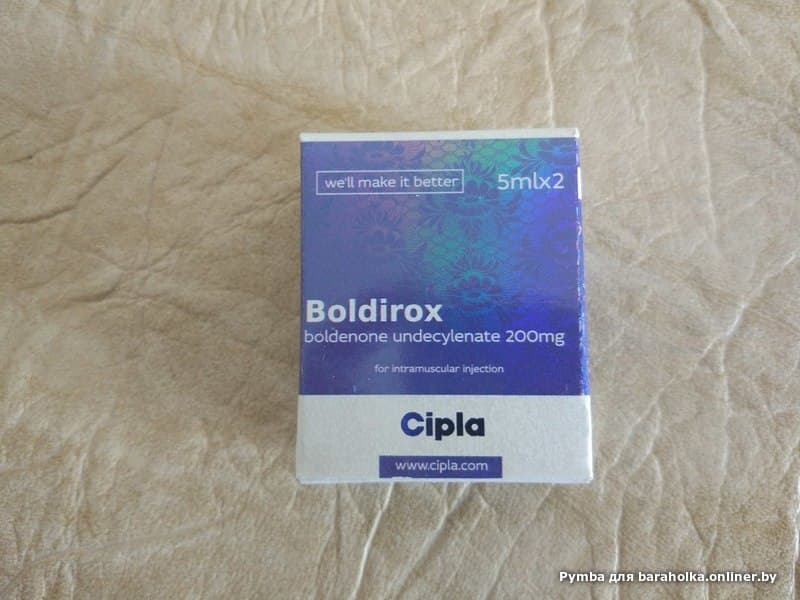 we'll make it better
5mlx2
Boldirox
boldenone undecylenate 200mg
for intramuscular injection
Cipla
www.cipla.com
Pymba для baraholka.onliner.by